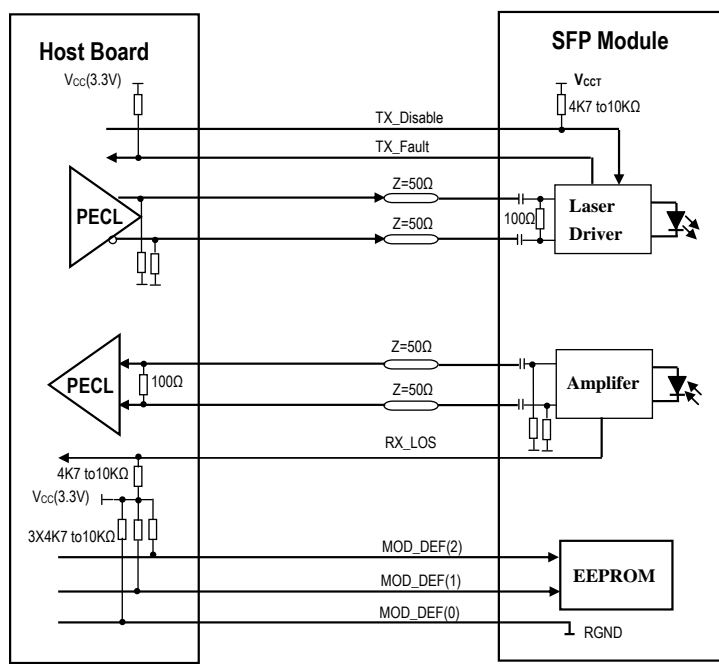 Host Board
SFP Module
Vcc(3.3V)
VCCT
4K7 to10KΩ
TX_Disable
TX_Fault
Z=50Ω
PECL
100Ω
Laser
Driver
Z=50Ω
Z=50Ω
PECL
100Ω
Amplifer
Z=50Ω
RX_LOS
4K7 to10KΩ
Vcc(3.3V)
3X4K7 to10KΩ
MOD_DEF(2)
EEPROM
MOD_DEF(1)
MOD_DEF(0)
RGND